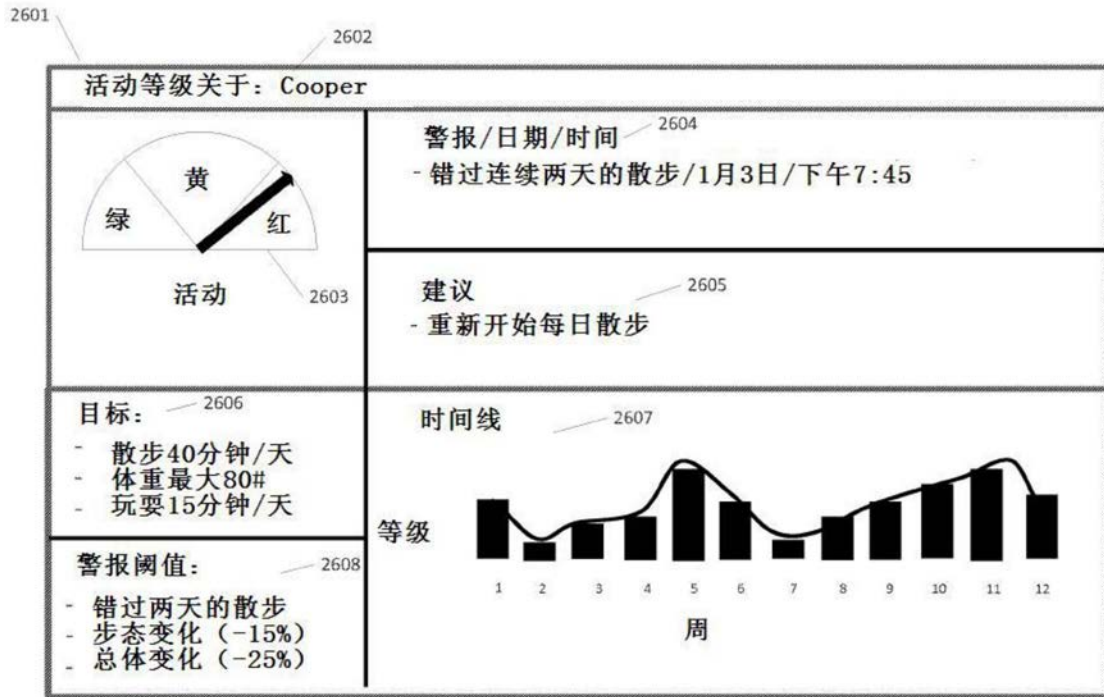 2601
2602
活动等级关于：Cooper
绿
黄
红
活动
2603
警报/日期/时间
2604
- 错过连续两天的散步/1月3日/下午7:45
建议
2605
- 重新开始每日散步
目标：
2606
- 散步40分钟/天
- 体重最大80#
- 玩耍15分钟/天
警报阈值：
2608
- 错过两天的散步
- 步态变化（-15%）
- 总体变化（-25%）
时间线
2607
等级
1 2 3 4 5 6 7 8 9 10 11 12
周